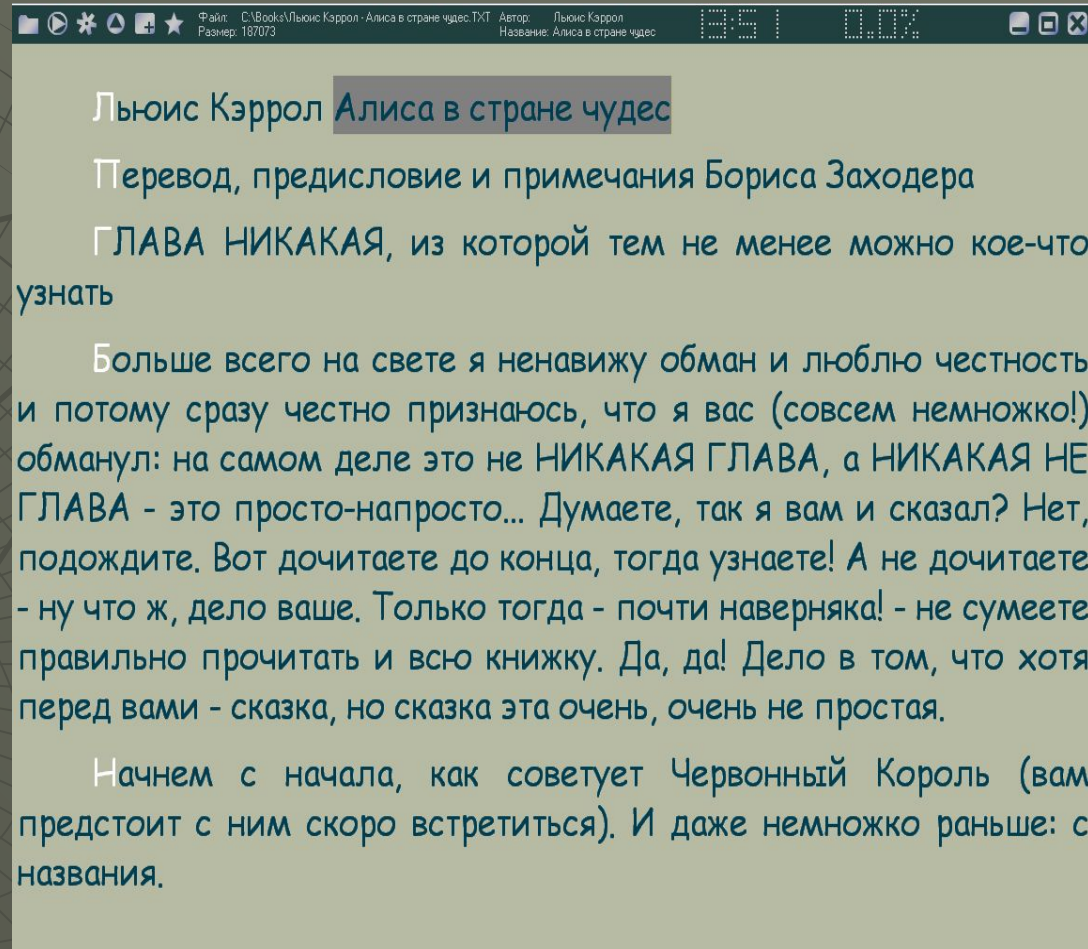 Файл: C:\Books\Льюис Кэррол - Алиса в стране чудес.TXT Автор: Льюис Кэррол
Размер: 187073 Название: Алиса в стране чудес
13:51 0.0%
Льюис Кэррол Алиса в стране чудес
Перевод, предисловие и примечания Бориса Заходера
ГЛАВА НИКАКАЯ, из которой тем не менее можно кое-что
узнать
Больше всего на свете я ненавижу обман и люблю честность
и потому сразу честно признаюсь, что я вас (совсем немножко!)
обманул: на самом деле это не НИКАКАЯ ГЛАВА, а НИКАКАЯ НЕ
ГЛАВА - это просто-напросто... Думаете, так я вам и сказал? Нет,
подождите. Вот дочитаете до конца, тогда узнаете! А не дочитаете
- ну что ж, дело ваше. Только тогда - почти наверняка! - не сумеете
правильно прочитать и всю книжку. Да, да! Дело в том, что хотя
перед вами - сказка, но сказка эта очень, очень не простая.
Начнем с начала, как советует Червонный Король (вам
предстоит с ним скоро встретиться). И даже немножко раньше: с
названия.